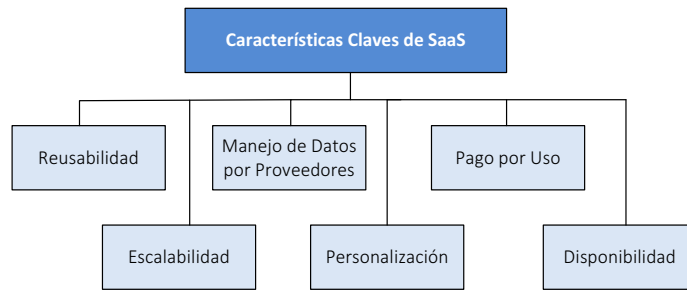 Características Claves de SaaS
Reusabilidad
Manejo de Datos
por Proveedores
Pago por Uso
Escalabilidad
Personalización
Disponibilidad